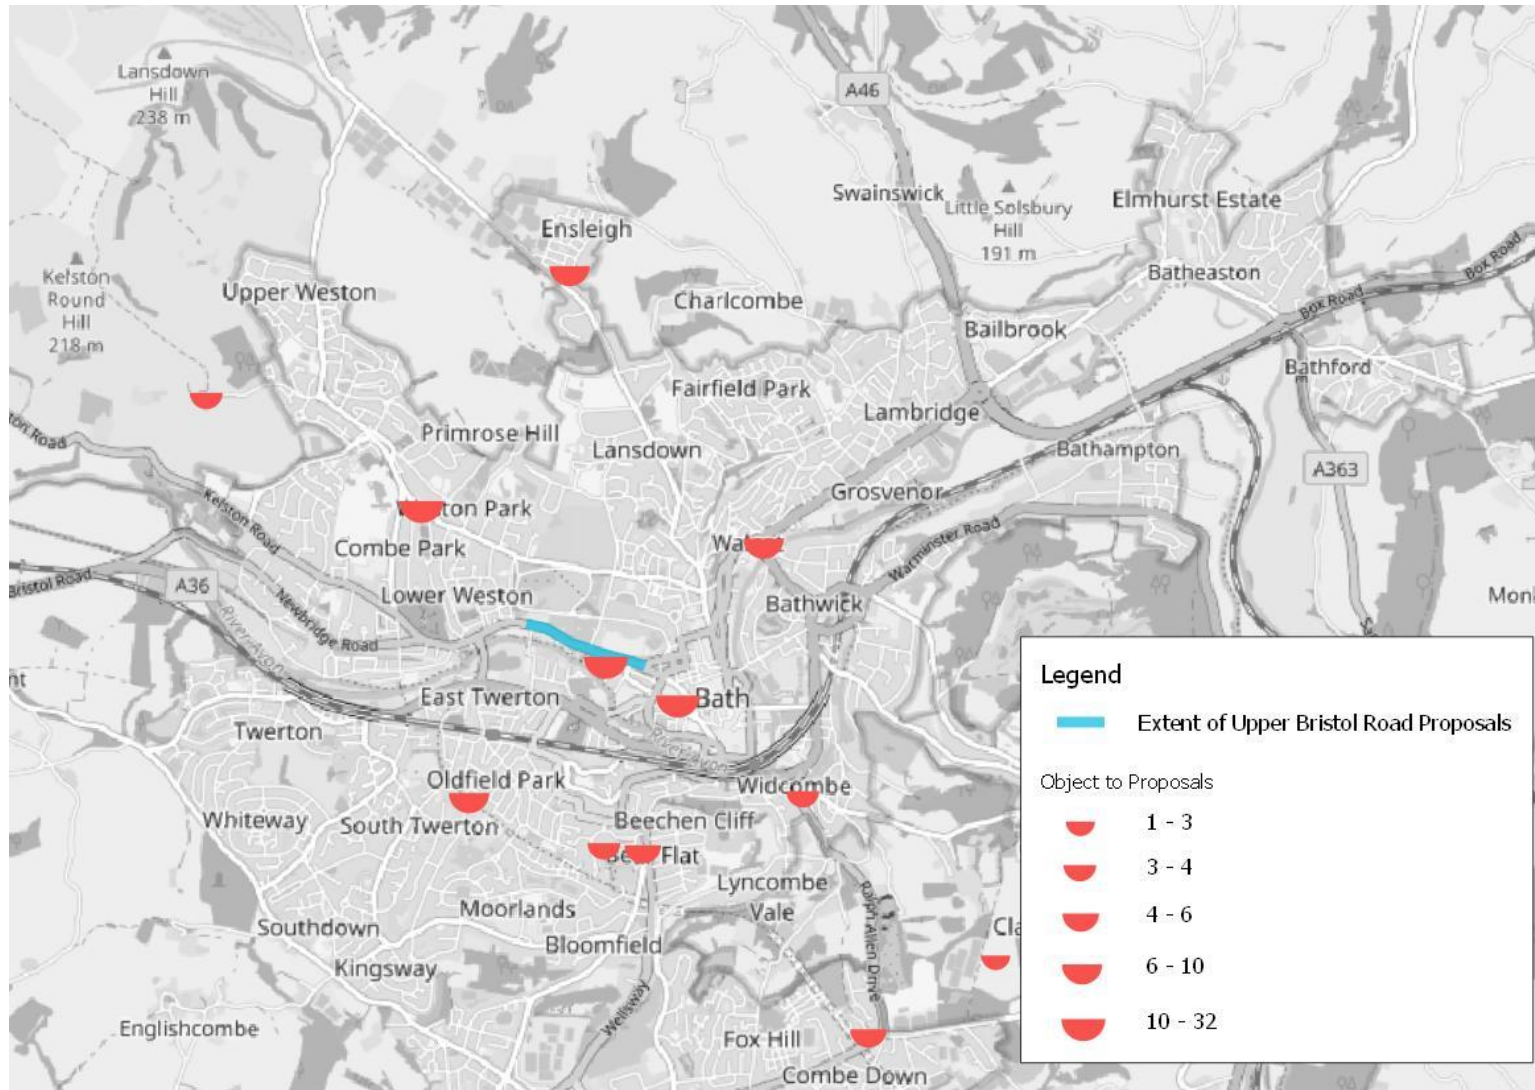 Lansdown
Hill
238 m
A46
Swainswick
Little Solsbury
Hill
191 m
Elmhurst Estate
Ensleigh
Kelston
Round
Hill
218 m
Upper Weston
Charlcombe
Batheaston
Box Road
Box Road
Bailbrook
Bathford
Fairfield Park
Lambridge
Primrose Hill
Lansdown
Bathampton
A363
ton Road
Kelston Road
ton Park
Grosvenor
Combe Park
Warminster Road
Bristol Road
A36
Lower Weston
Bathwick
Newbridge Road
River Avon
East Twerton
Bath
Twerton
River Avon
Oldfield Park
Widcombe
Whiteway
South Twerton
Beechen Cliff
Flat
Lyncombe
Vale
Moorlands
Southdown
Bloomfield
Kingsway
Ralph Allen Drive
Englishcombe
Wellsway
Fox Hill
Combe Down
Legend
Extent of Upper Bristol Road Proposals
Object to Proposals
1 - 3
3 - 4
4 - 6
6 - 10
10 - 32